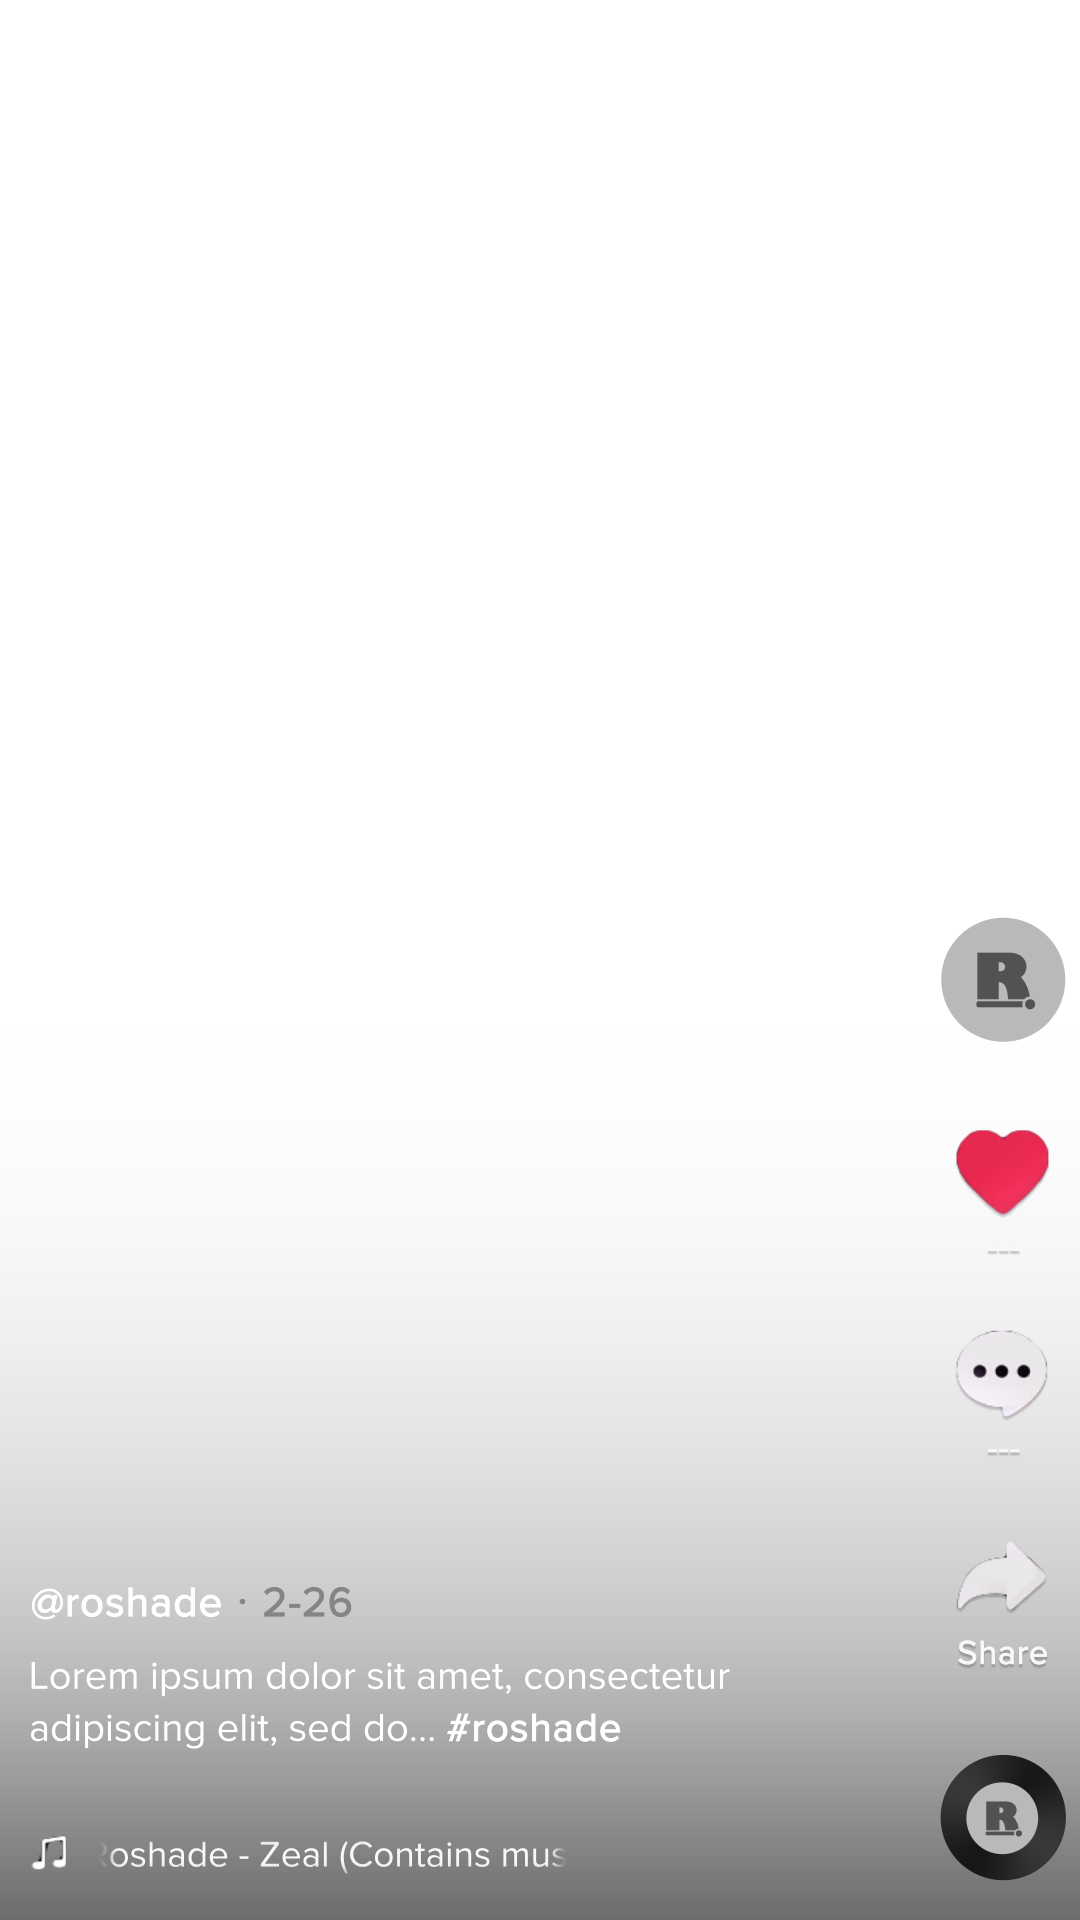 R.
---
---
@roshade · 2-26
Share
Lorem ipsum dolor sit amet, consectetur
adipiscing elit, sed do... #roshade
R.
Roshade - Zeal (Contains mus